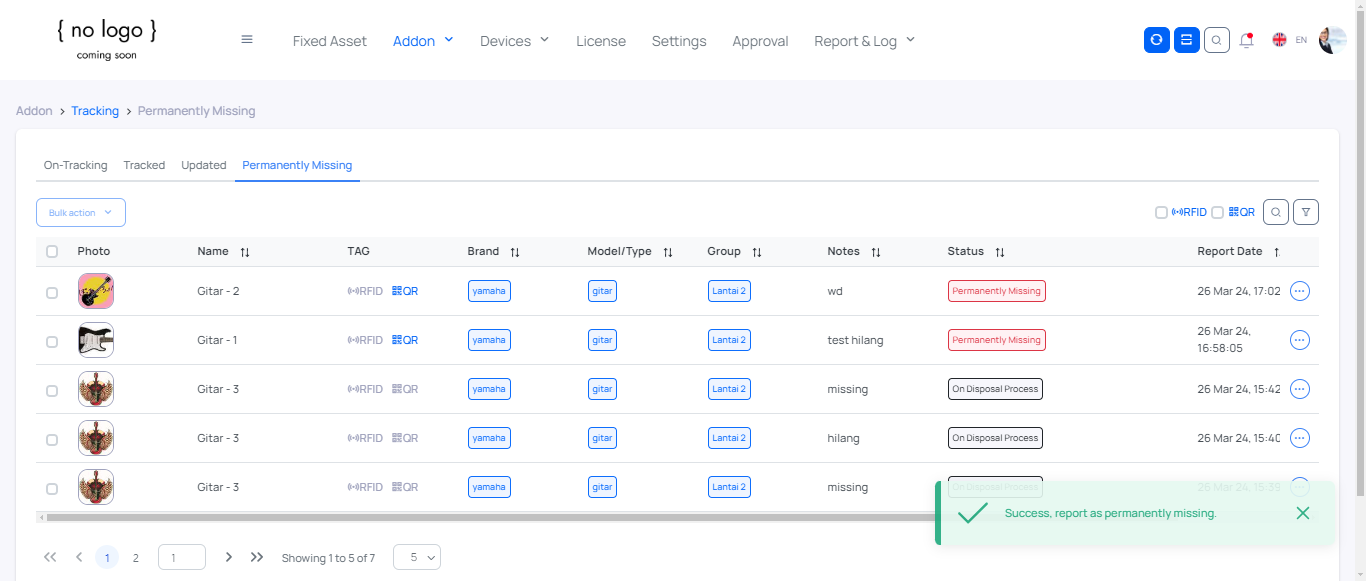 { no logo }
coming soon
Fixed Asset Addon Devices License Settings Approval Report & Log EN
Addon > Tracking > Permanently Missing
On-Tracking Tracked Updated Permanently Missing
Bulk action RFID QR
Photo Name TAG Brand Model/Type Group Notes Status Report Date
Gitar - 2 RFID QR yamaha gitar Lantai 2 wd Permanently Missing 26 Mar 24, 17:02
Gitar - 1 RFID QR yamaha gitar Lantai 2 test hilang Permanently Missing 26 Mar 24,
16:58:05
Gitar - 3 RFID QR yamaha gitar Lantai 2 missing On Disposal Process 26 Mar 24, 15:42
Gitar - 3 RFID QR yamaha gitar Lantai 2 hilang On Disposal Process 26 Mar 24, 15:40
Gitar - 3 RFID QR yamaha gitar Lantai 2 missing On Disposal Process 26 Mar 24, 15:39
Success, report as permanently missing.
1 2 1 Showing 1 to 5 of 7 5